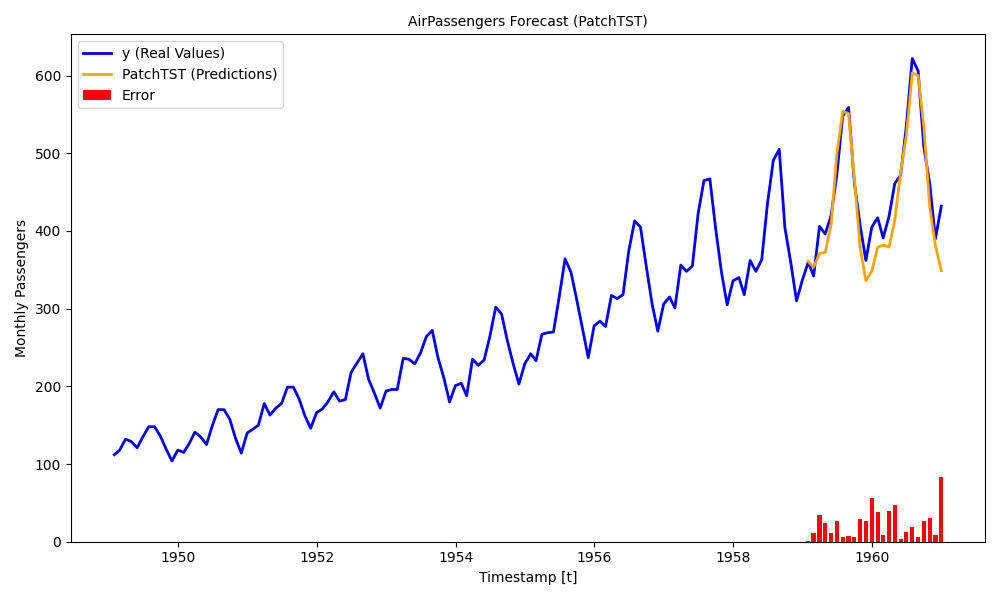 AirPassengers Forecast (PatchTST)
y (Real Values)
PatchTST (Predictions)
Error
Monthly Passengers
600
500
400
300
200
100
0
1950
1952
1954
1956
1958
1960
Timestamp [t]